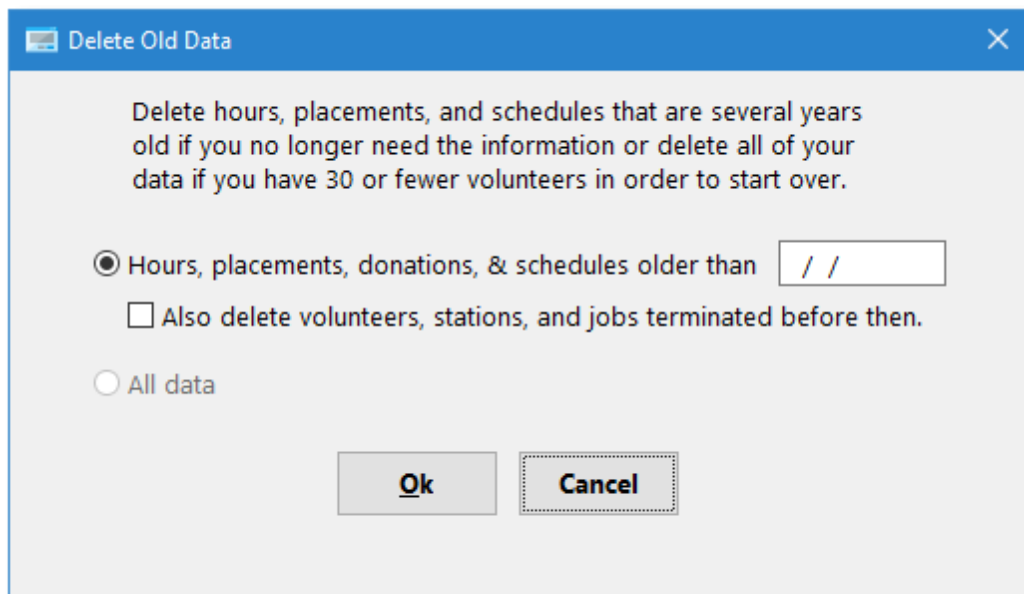 Delete Old Data
Delete hours, placements, and schedules that are several years
old if you no longer need the information or delete all of your
data if you have 30 or fewer volunteers in order to start over.
Hours, placements, donations, & schedules older than / /
Also delete volunteers, stations, and jobs terminated before then.
All data
Ok Cancel